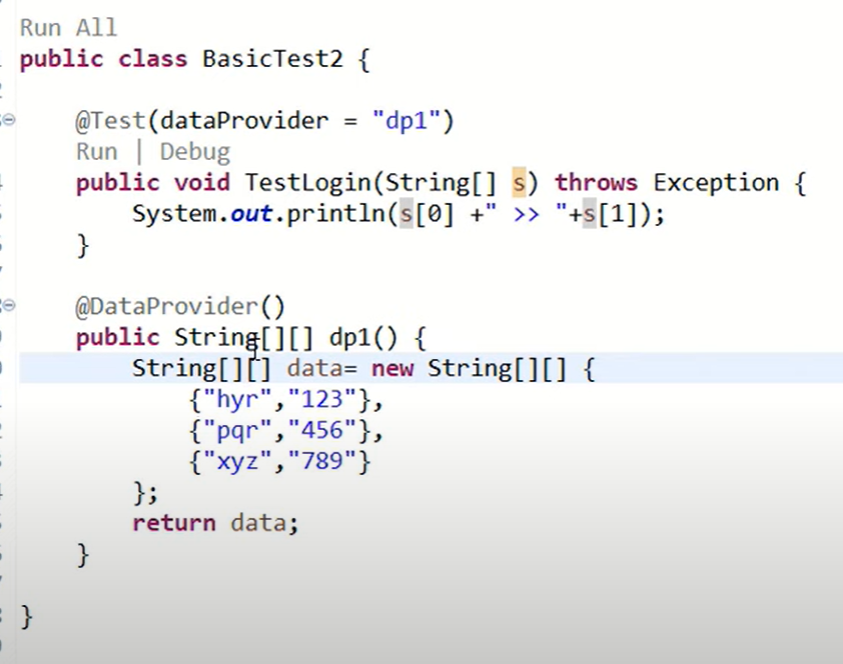 Run All
public class BasicTest2 {
@Test(dataProvider = "dp1")
Run | Debug
public void TestLogin(String[] s) throws Exception {
System.out.println(s[0] +" >> "+s[1]);
}
@DataProvider()
public String[][] dp1() {
String[][] data= new String[][] {
{"hyr","123"},
{"pqr","456"},
{"xyz","789"}
};
return data;
}
}